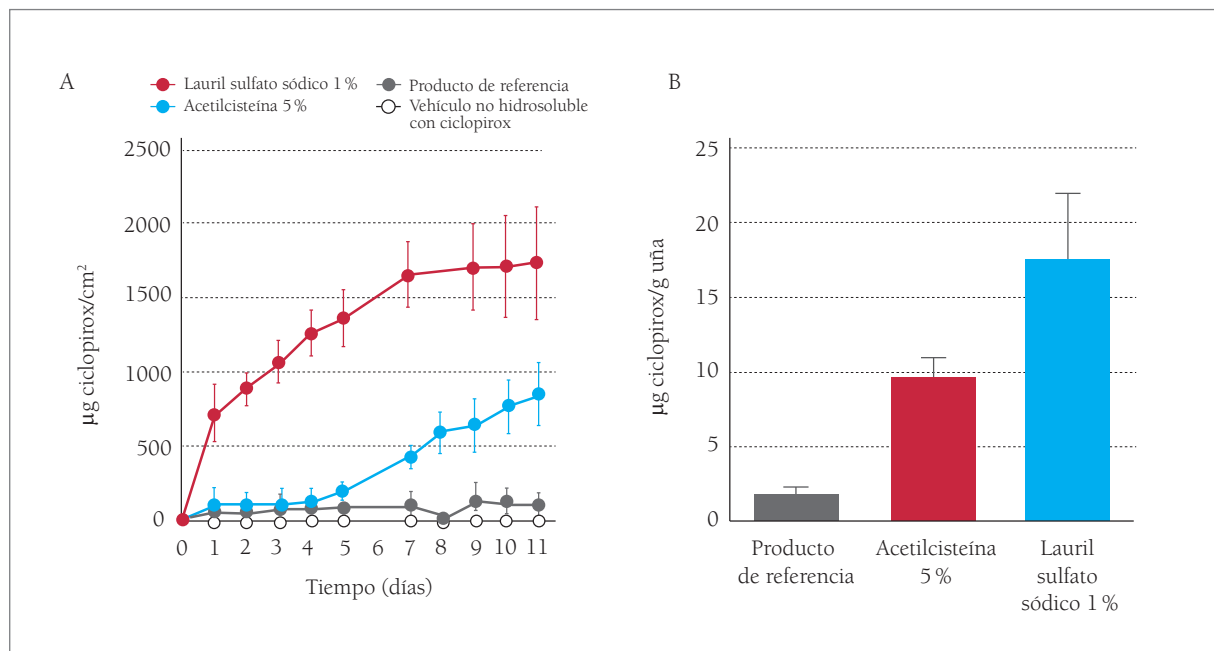 A
Lauril sulfato sódico 1 %
Producto de referencia
Acetilcisteína 5 %
Vehículo no hidrosoluble
con ciclopirox
2500
2000
1500
1000
500
0
µg ciclopirox/cm²
0 1 2 3 4 5 6 7 8 9 10 11
Tiempo (días)
B
25
20
15
10
5
0
µg ciclopirox/g uña
Producto
de referencia
Acetilcisteína
5 %
Lauril
sulfato
sódico 1 %